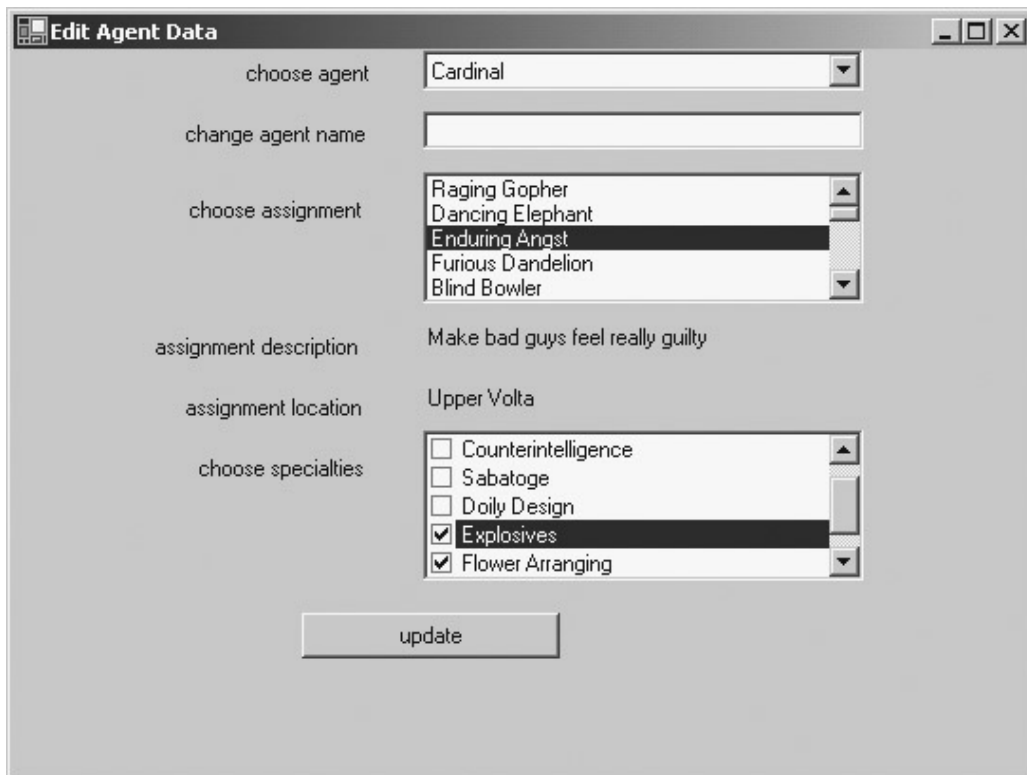 Edit Agent Data
choose agent Cardinal
change agent name
choose assignment
Raging Gopher
Dancing Elephant
Enduring Angst
Furious Dandelion
Blind Bowler
assignment description Make bad guys feel really guilty
assignment location Upper Volta
choose specialties
Counterintelligence
Sabatoge
Doily Design
Explosives
Flower Arranging
update